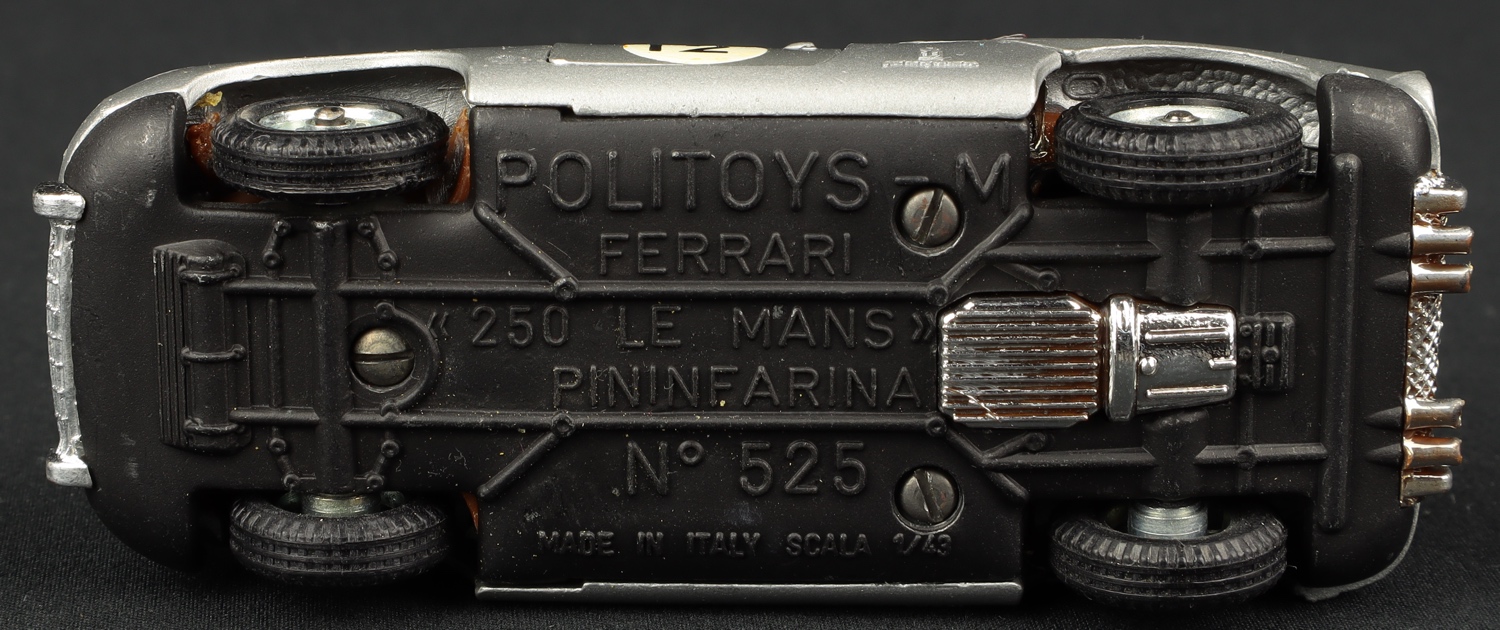 POLITOYS - M
FERRARI
« 250 LE MANS »
PININFARINA
N° 525
MADE IN ITALY SCALA 1/43